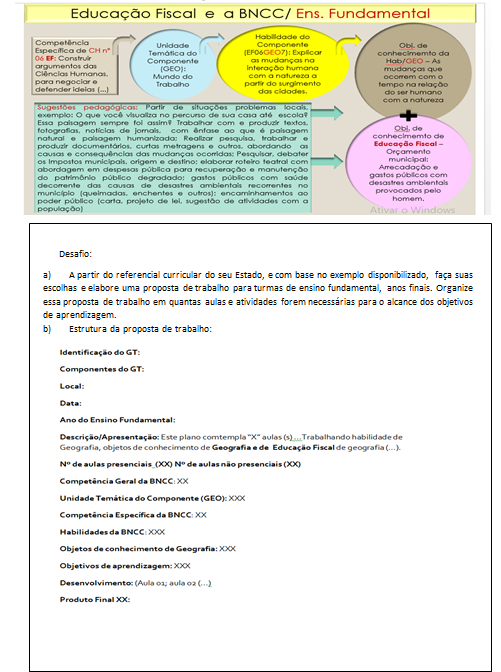 Educação Fiscal e a BNCC/ Ens. Fundamental
Competência
Específica de CH nº
06 EF: Construir
argumentos das
Ciências Humanas,
para negociar e
defender ideias (...)
Unidade
Temática do
Componente
(GEO):
Mundo do
Trabalho
Habilidade do
Componente
(EF06GEO7): Explicar
as mudanças na
interação humana
com a natureza a
partir do surgimento
das cidades.
Obj. de
conhecimento da
Hab/GEO – As
mudanças que
ocorrem com o
tempo na relação
do ser humano
com a natureza
Sugestões pedagógicas: Partir de situações problemas locais,
exemplo: O que você visualiza no percurso de sua casa até escola?
Essa paisagem sempre foi assim? Trabalhar com e produzir textos,
fotografias, notícias de jornais, com ênfase ao que é paisagem
natural e paisagem humanizada; Realizar pesquisa, trabalhar e
produzir documentários, curtas metragens e outros, abordando as
causas e consequências das mudanças ocorridas; Pesquisar, debater
os impostos municipais, origem e destino; elaborar roteiro teatral com
abordagem em despesas pública para recuperação e manutenção
do patrimônio público degradado; gastos públicos com saúde
decorrente das causas de desastres ambientais recorrentes no
município (queimadas, enchentes e outros); encaminhamentos ao
poder público (carta, projeto de lei, sugestão de atividades com a
população)
+
Obj. de
conhecimento de
Educação Fiscal –
Orçamento
municipal:
Arrecadação e
gastos públicos com
desastres ambientais
provocados pelo
homem.
Ativar o Windows
Desafio:
a) A partir do referencial curricular do seu Estado, e com base no exemplo disponibilizado, faça suas
escolhas e elabore uma proposta de trabalho para turmas de ensino fundamental, anos finais. Organize
essa proposta de trabalho em quantas aulas e atividades forem necessárias para o alcance dos objetivos
de aprendizagem.
b) Estrutura da proposta de trabalho:
Identificação do GT:
Componentes do GT:
Local:
Data:
Ano do Ensino Fundamental:
Descrição/Apresentação: Este plano comtempla "X" aulas (s)...Trabalhando habilidade de
Geografia, objetos de conhecimento de Geografia e de Educação Fiscal de geografia (...).
Nº de aulas presenciais (XX) Nº de aulas não presenciais (XX)
Competência Geral da BNCC: XX
Unidade Temática do Componente (GEO): XXX
Competência Específica da BNCC: XX
Habilidades da BNCC: XXX
Objetos de conhecimento de Geografia: XXX
Objetivos de aprendizagem: XXX
Desenvolvimento: (Aula 01; aula 02 (...)
Produto Final XX: